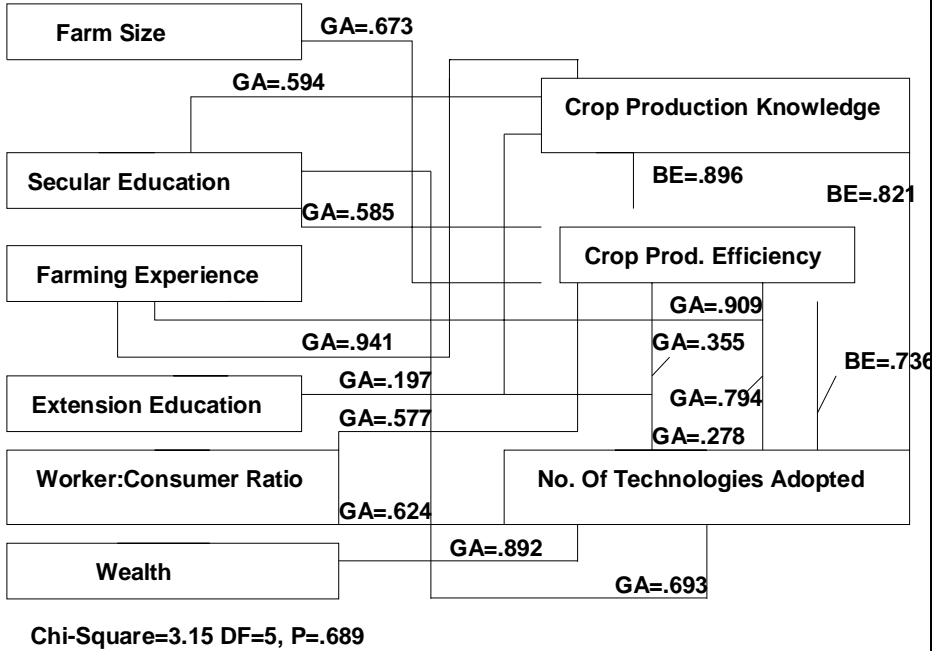 Farm Size
GA=.673
GA=.594
Crop Production Knowledge
Secular Education
BE=.896
BE=.821
GA=.585
Crop Prod. Efficiency
Farming Experience
GA=.909
GA=.941
GA=.355
BE=.736
GA=.197
Extension Education
GA=.794
GA=.577
GA=.278
Worker:Consumer Ratio
No. Of Technologies Adopted
GA=.624
GA=.892
Wealth
GA=.693
Chi-Square=3.15 DF=5, P=.689